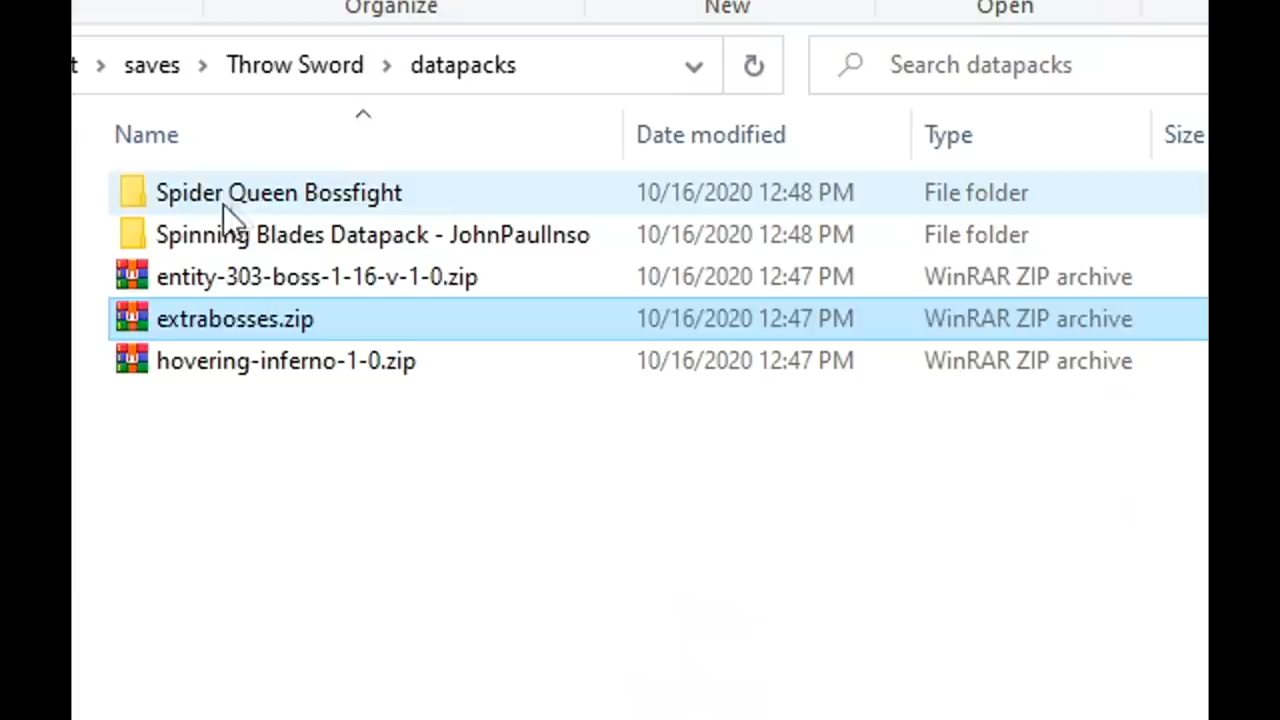 Organize New Open
t > saves > Throw Sword > datapacks Search datapacks
Name Date modified Type Size
Spider Queen Bossfight 10/16/2020 12:48 PM File folder
Spinning Blades Datapack - JohnPaulInso 10/16/2020 12:48 PM File folder
entity-303-boss-1-16-v-1-0.zip 10/16/2020 12:47 PM WinRAR ZIP archive
extrabosses.zip 10/16/2020 12:47 PM WinRAR ZIP archive
hovering-inferno-1-0.zip 10/16/2020 12:47 PM WinRAR ZIP archive